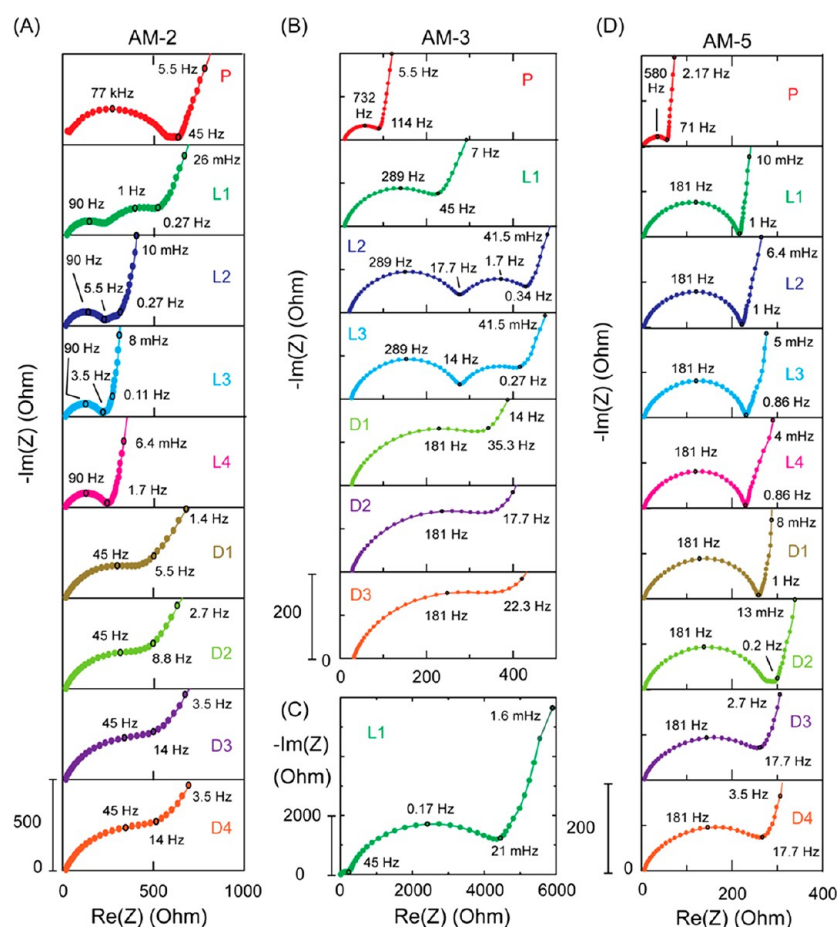 (A)
AM-2
-Im(Z) (Ohm)
P
77 kHz
5.5 Hz
45 Hz
L1
90 Hz
1 Hz
26 mHz
0.27 Hz
L2
90 Hz
5.5 Hz
10 mHz
0.27 Hz
L3
90 Hz
3.5 Hz
8 mHz
0.11 Hz
L4
90 Hz
6.4 mHz
1.7 Hz
D1
45 Hz
1.4 Hz
5.5 Hz
D2
45 Hz
2.7 Hz
8.8 Hz
D3
45 Hz
3.5 Hz
14 Hz
D4
45 Hz
3.5 Hz
14 Hz
500
0
0 500 1000
Re(Z) (Ohm)
(B)
AM-3
-Im(Z) (Ohm)
P
732
Hz
5.5 Hz
114 Hz
L1
289 Hz
7 Hz
45 Hz
L2
289 Hz
17.7 Hz
1.7 Hz
41.5 mHz
0.34 Hz
L3
289 Hz
14 Hz
41.5 mHz
0.27 Hz
D1
181 Hz
14 Hz
35.3 Hz
D2
181 Hz
17.7 Hz
D3
181 Hz
22.3 Hz
200
0
0 200 400
(C)
L1
-Im(Z)
(Ohm)
2000
0
1.6 mHz
0.17 Hz
45 Hz
21 mHz
0 2000 4000 6000
Re(Z) (Ohm)
(D)
AM-5
-Im(Z) (Ohm)
P
580
Hz
2.17 Hz
71 Hz
L1
181 Hz
10 mHz
1 Hz
L2
181 Hz
6.4 mHz
1 Hz
L3
181 Hz
5 mHz
0.86 Hz
L4
181 Hz
4 mHz
0.86 Hz
D1
181 Hz
8 mHz
1 Hz
D2
181 Hz
13 mHz
0.2 Hz
D3
181 Hz
2.7 Hz
17.7 Hz
D4
181 Hz
3.5 Hz
17.7 Hz
200
0
0 200 400
Re(Z) (Ohm)